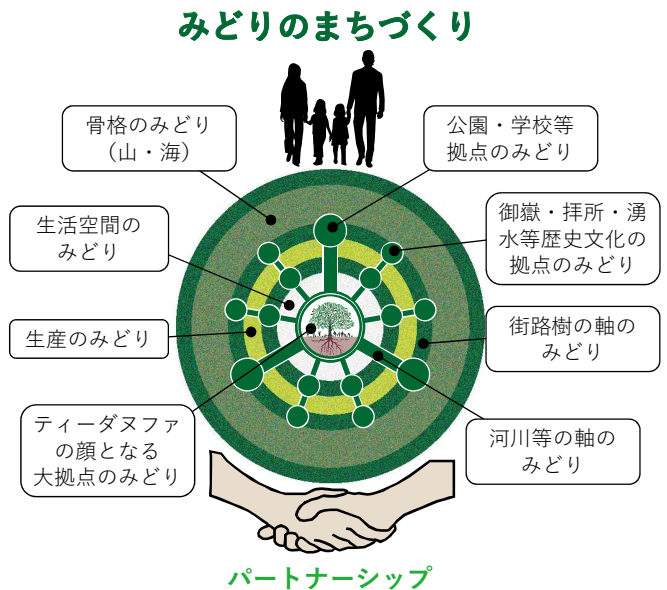 みどりのまちづくり
骨格のみどり
（山・海）
公園・学校等
拠点のみどり
生活空間の
みどり
御嶽・拝所・湧
水等歴史文化の
拠点のみどり
生産のみどり
街路樹の軸の
みどり
ティーダヌファ
の顔となる
大拠点のみどり
河川等の軸の
みどり
パートナーシップ